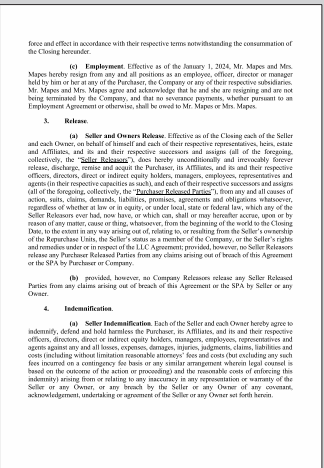 force and effect in accordance with their respective terms notwithstanding the consummation of
the Closing hereunder.
(c) Employment. Effective as of the January 1, 2024, Mr. Mapes and Mrs.
Mapes hereby resign from any and all positions as an employee, officer, director or manager
held by him or her at any of the Purchaser, the Company or any of their respective subsidiaries.
Mr. Mapes and Mrs. Mapes agree and acknowledge that he and she are resigning and are not
being terminated by the Company, and that no severance payments, whether pursuant to an
Employment Agreement or otherwise, shall be owed to Mr. Mapes or Mrs. Mapes.
3. Release.
(a) Seller and Owners Release. Effective as of the Closing each of the Seller
and each Owner, on behalf of himself and each of their respective representatives, heirs, estate
and Affiliates, and its and their respective successors and assigns (all of the foregoing,
collectively, the “Seller Releasors”), does hereby unconditionally and irrevocably forever
release, discharge, remise and acquit the Purchaser, its Affiliates, and its and their respective
officers, directors, direct or indirect equity holders, managers, employees, representatives and
agents (in their respective capacities as such), and each of their respective successors and assigns
(all of the foregoing, collectively, the “Purchaser Released Parties”), from any and all causes of
action, suits, claims, demands, liabilities, promises, agreements and obligations whatsoever,
regardless of whether at law or in equity, or under local, state or federal law, which any of the
Seller Releasors ever had, now have, or which can, shall or may hereafter accrue, upon or by
reason of any matter, cause or thing, whatsoever, from the beginning of the world to the Closing
Date, to the extent in any way arising out of, relating to, or resulting from the Seller’s ownership
of the Repurchase Units, the Seller’s status as a member of the Company, or the Seller’s rights
and remedies under or in respect of the LLC Agreement; provided, however, no Seller Releasors
release any Purchaser Released Parties from any claims arising out of breach of this Agreement
or the SPA by Purchaser or Company.
(b) provided, however, no Company Releasors release any Seller Released
Parties from any claims arising out of breach of this Agreement or the SPA by Seller or any
Owner.
4. Indemnification.
(a) Seller Indemnification. Each of the Seller and each Owner hereby agree to
indemnify, defend and hold harmless the Purchaser, its Affiliates, and its and their respective
officers, directors, direct or indirect equity holders, managers, employees, representatives and
agents against any and all losses, expenses, damages, injuries, judgments, claims, liabilities and
costs (including without limitation reasonable attorneys’ fees and costs (but excluding any such
fees incurred on a contingency fee basis or any similar arrangement wherein legal counsel is
based on the outcome of the action or proceeding) and the reasonable costs of enforcing this
indemnity) arising from or relating to any inaccuracy in any representation or warranty of the
Seller or any Owner, or any breach by the Seller or any Owner of any covenant,
acknowledgement, undertaking or agreement of the Seller or any Owner set forth herein.